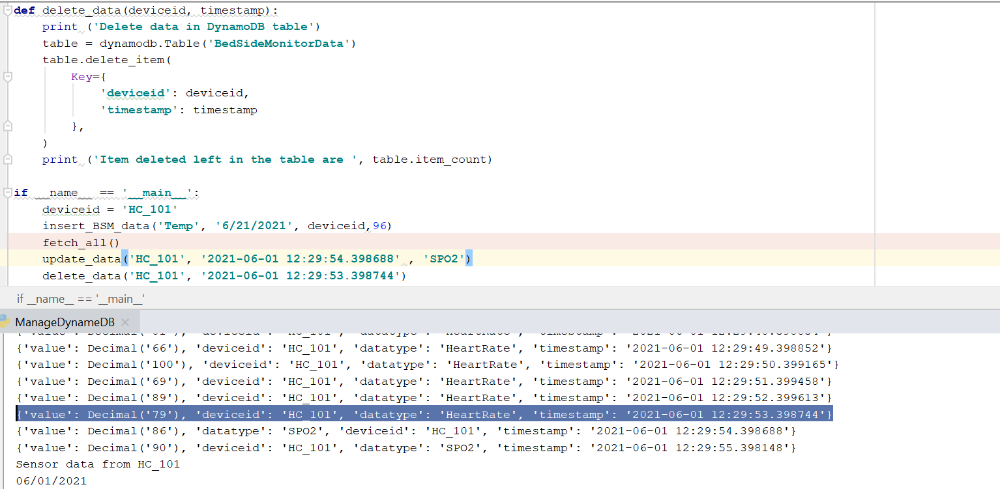 def delete_data(deviceid, timestamp):
    print ('Delete data in DynamoDB table')
    table = dynamodb.Table('BedSideMonitorData')
    table.delete_item(
        Key={
            'deviceid': deviceid,
            'timestamp': timestamp
        },
    )
    print ('Item deleted left in the table are ', table.item_count)
if __name__ == '__main__':
    deviceid = 'HC_101'
    insert_BSM_data('Temp', '6/21/2021', deviceid,96)
    fetch_all()
    update_data('HC_101', '2021-06-01 12:29:54.398688' , 'SPO2')
    delete_data('HC_101', '2021-06-01 12:29:53.398744')
if __name__ == '__main__'
ManageDynameDB
{'value': Decimal('66'), 'deviceid': 'HC_101', 'datatype': 'HeartRate', 'timestamp': '2021-06-01 12:29:49.398852'}
{'value': Decimal('100'), 'deviceid': 'HC_101', 'datatype': 'HeartRate', 'timestamp': '2021-06-01 12:29:50.399165'}
{'value': Decimal('69'), 'deviceid': 'HC_101', 'datatype': 'HeartRate', 'timestamp': '2021-06-01 12:29:51.399458'}
{'value': Decimal('89'), 'deviceid': 'HC_101', 'datatype': 'HeartRate', 'timestamp': '2021-06-01 12:29:52.399613'}
{'value': Decimal('79'), 'deviceid': 'HC_101', 'datatype': 'HeartRate', 'timestamp': '2021-06-01 12:29:53.398744'}
{'value': Decimal('86'), 'datatype': 'SPO2', 'deviceid': 'HC_101', 'timestamp': '2021-06-01 12:29:54.398688'}
{'value': Decimal('90'), 'deviceid': 'HC_101', 'datatype': 'SPO2', 'timestamp': '2021-06-01 12:29:55.398148'}
Sensor data from HC_101
06/01/2021